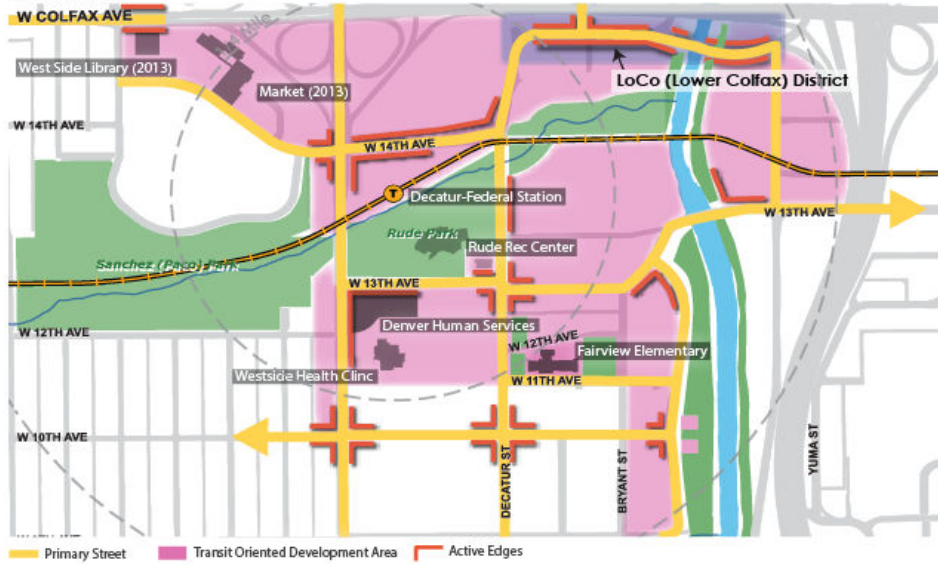 W COLFAX AVE
West Side Library (2013)
Mile
Market (2013)
LoCo (Lower Colfax) District
W 14TH AVE
W 14TH AVE
Decatur-Federal Station
T
W 13TH AVE
Rude Park
Rude Rec Center
Sanchez (Paco) Park
W 13TH AVE
Denver Human Services
W 12TH AVE
W 12TH AVE
Fairview Elementary
Westside Health Clinc
W 11TH AVE
W 10TH AVE
DECATUR ST
BRYANT ST
YUMA ST
Primary Street
Transit Oriented Development Area
Active Edges